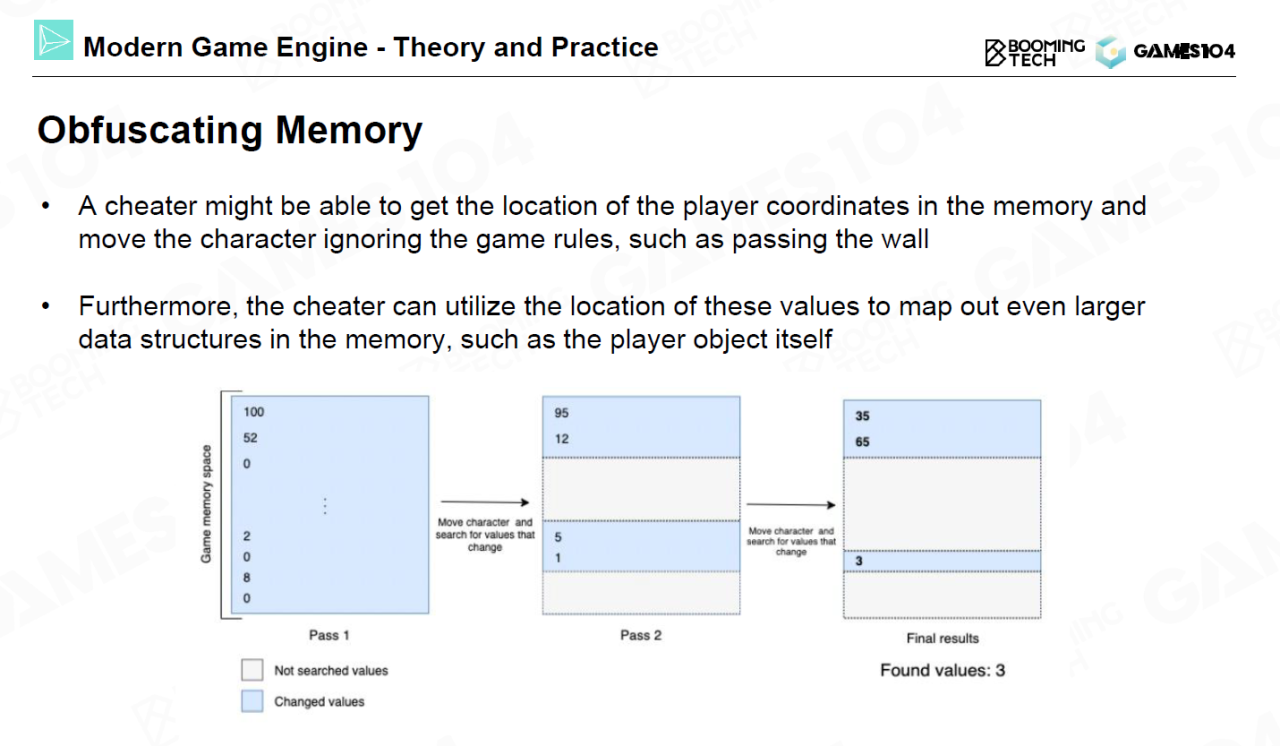 Modern Game Engine - Theory and Practice
BOOMING
TECH
GAMES104
Obfuscating Memory
• A cheater might be able to get the location of the player coordinates in the memory and
move the character ignoring the game rules, such as passing the wall
• Furthermore, the cheater can utilize the location of these values to map out even larger
data structures in the memory, such as the player object itself
Game memory space
100
52
0
⋮
2
0
8
0
Pass 1
Move character and
search for values that
change
95
12
5
1
Pass 2
Move character and
search for values that
change
35
65
3
Final results
Found values: 3
Not searched values
Changed values